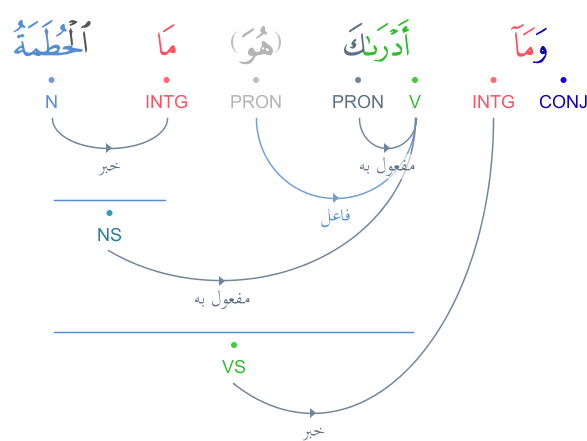 وَمَآ أَدْرَىٰكَ (هُوَ) مَا ٱلْحُطَمَةُ
CONJ INTG V PRON PRON INTG N
خبر
مفعول به
فاعل
NS
مفعول به
VS
خبر